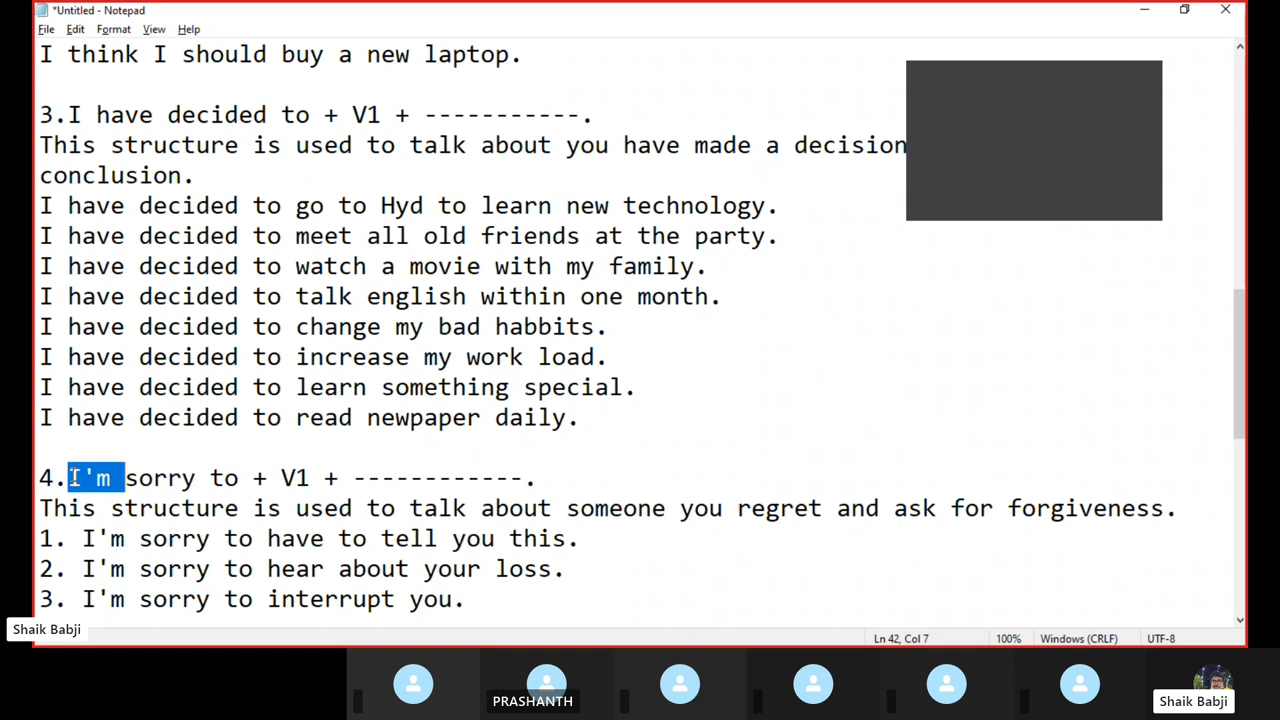 *Untitled - Notepad
File Edit Format View Help
I think I should buy a new laptop.
3.I have decided to + V1 + -----------.
This structure is used to talk about you have made a decision
conclusion.
I have decided to go to Hyd to learn new technology.
I have decided to meet all old friends at the party.
I have decided to watch a movie with my family.
I have decided to talk english within one month.
I have decided to change my bad habbits.
I have decided to increase my work load.
I have decided to learn something special.
I have decided to read newpaper daily.
4.I'm sorry to + V1 + ------------.
This structure is used to talk about someone you regret and ask for forgiveness.
1. I'm sorry to have to tell you this.
2. I'm sorry to hear about your loss.
3. I'm sorry to interrupt you.
Shaik Babji
Ln 42, Col 7 100% Windows (CRLF) UTF-8
PRASHANTH
Shaik Babji